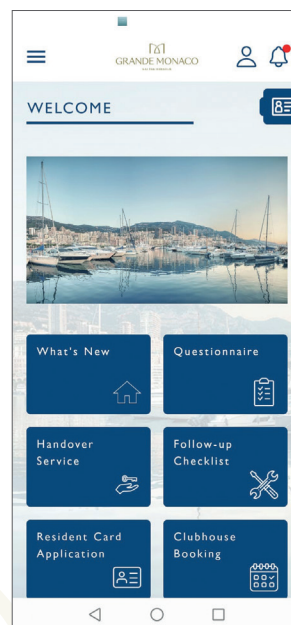 GRANDE MONACO
WELCOME
What's New
Questionnaire
Handover
Service
Follow-up
Checklist
Resident Card
Application
Clubhouse
Booking